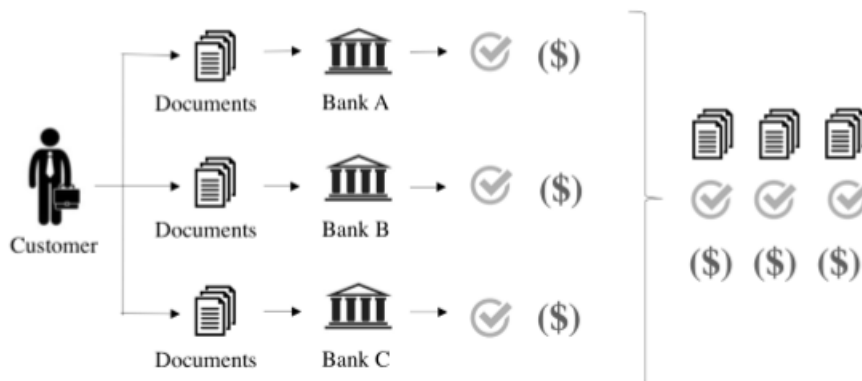 ($)
Documents Bank A
($)
Customer
Documents Bank B
($)
Documents Bank C
($) ($) ($)